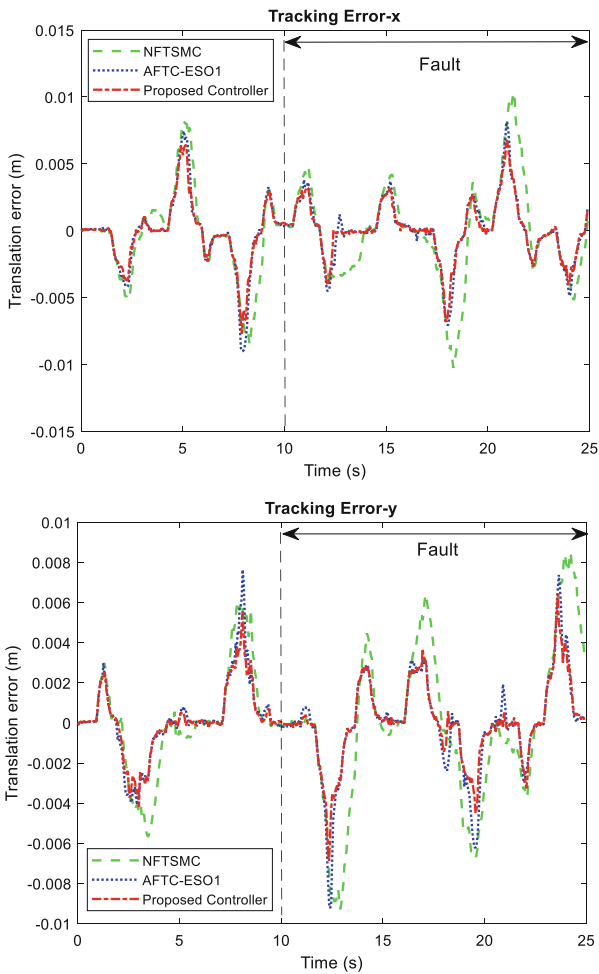 Tracking Error-x
0.015
NFTSMC
AFTC-ESO1
Proposed Controller
Fault
0.01
0.005
0
-0.005
-0.01
-0.015
Translation error (m)
0 5 10 15 20 25
Time (s)
Tracking Error-y
0.01
Fault
0.008
0.006
0.004
0.002
0
-0.002
-0.004
-0.006
-0.008
-0.01
Translation error (m)
NFTSMC
AFTC-ESO1
Proposed Controller
0 5 10 15 20 25
Time (s)